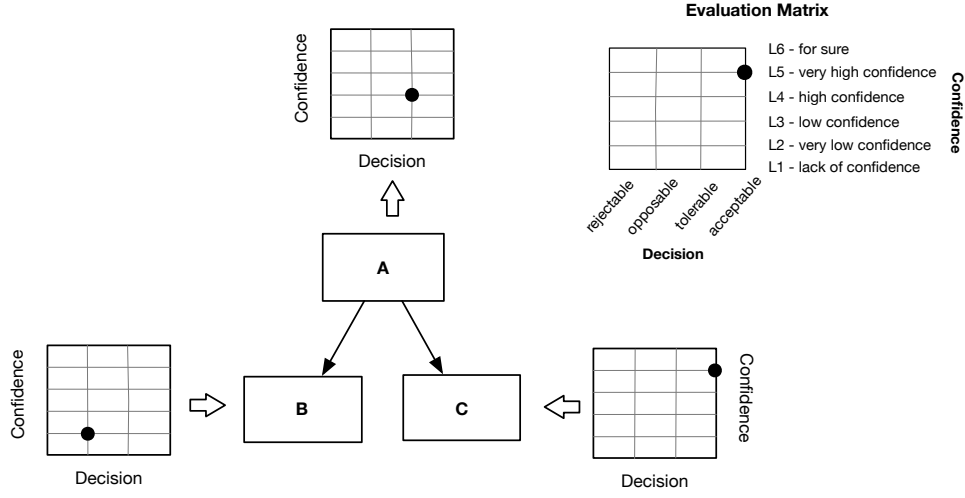 Evaluation Matrix
Confidence
Decision
L6 - for sure
L5 - very high confidence
L4 - high confidence
L3 - low confidence
L2 - very low confidence
L1 - lack of confidence
Confidence
rejectable
opposable
tolerable
acceptable
Decision
A
Confidence
Decision
B
C
Confidence
Decision